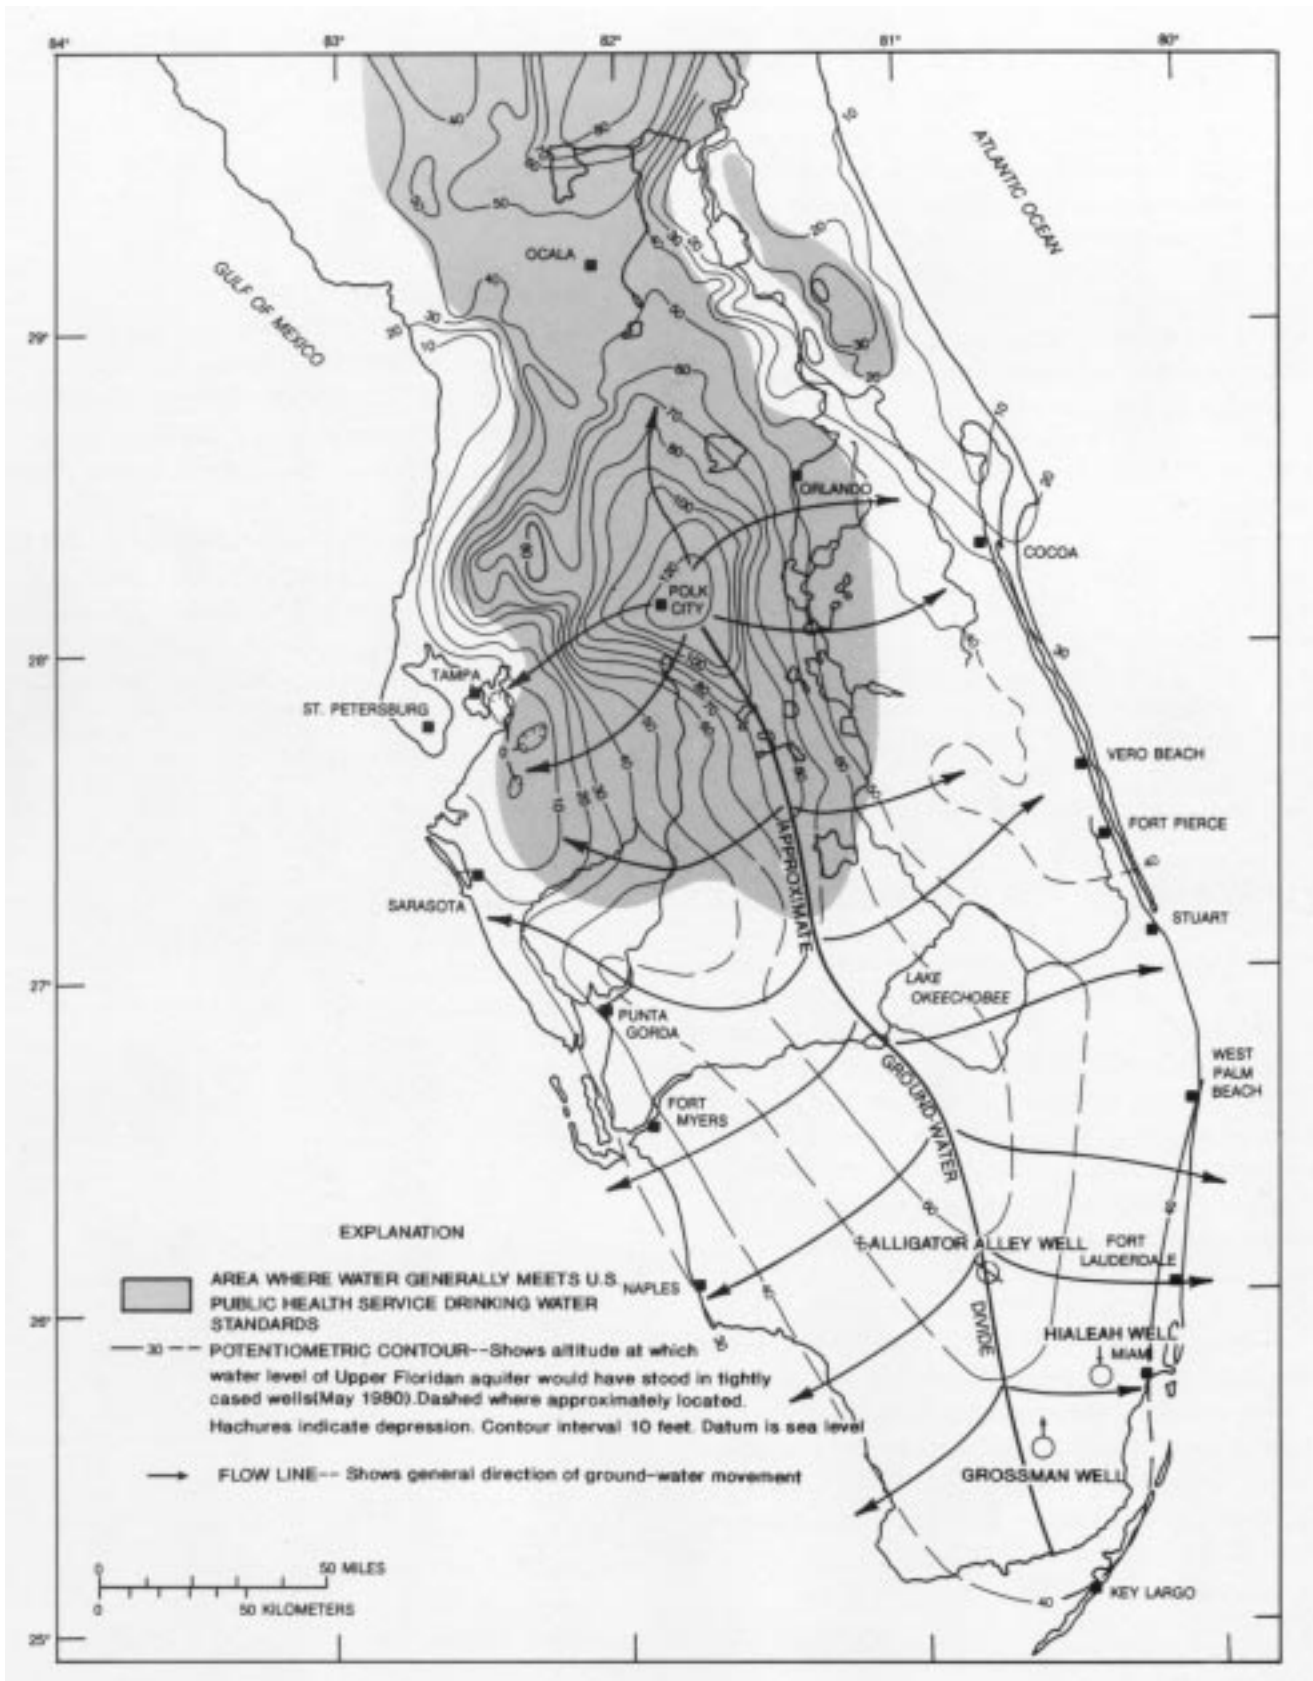 84° 83° 82° 81° 80°
ATLANTIC OCEAN
GULF OF MEXICO
OCALA
29°
ORLANDO
COCOA
POLK
CITY
28°
TAMPA
ST. PETERSBURG
VERO BEACH
FORT PIERCE
SARASOTA
STUART
APPROXIMATE
GROUND-WATER
DIVIDE
LAKE
OKEECHOBEE
27°
PUNTA
GORDA
WEST
PALM
BEACH
FORT
MYERS
EXPLANATION
ALLIGATOR ALLEY WELL
FORT
LAUDERDALE
NAPLES
AREA WHERE WATER GENERALLY MEETS U.S.
PUBLIC HEALTH SERVICE DRINKING WATER
STANDARDS
26°
HIALEAH WELL
MIAMI
30 POTENTIOMETRIC CONTOUR--Shows altitude at which
water level of Upper Floridan aquifer would have stood in tightly
cased wells(May 1980).Dashed where approximately located.
Hachures indicate depression. Contour interval 10 feet. Datum is sea level
FLOW LINE-- Shows general direction of ground-water movement
GROSSMAN WELL
0 50 MILES
0 50 KILOMETERS
40
KEY LARGO
25°